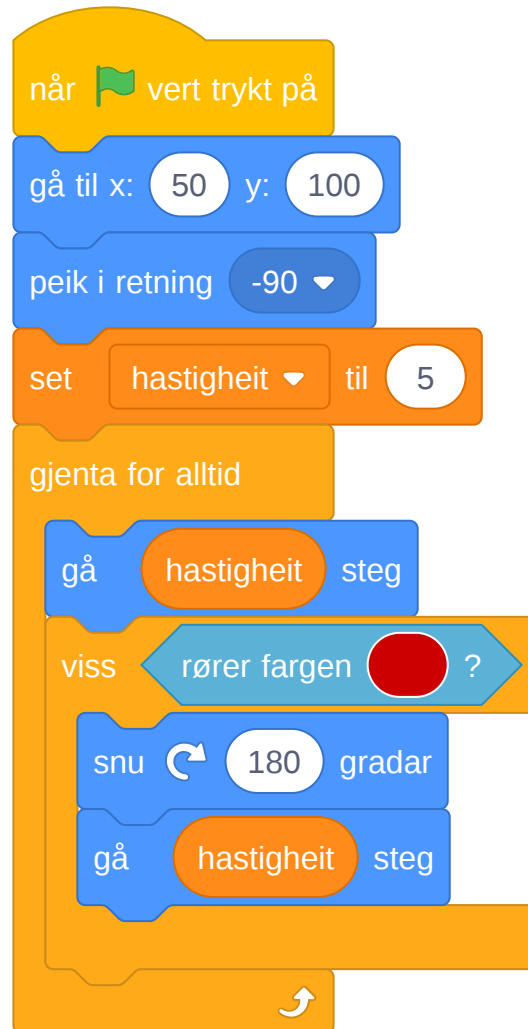 når vert trykt på
gå til x: 50 y: 100
peik i retning -90
set hastigheit til 5
gjenta for alltid
gå hastigheit steg
viss rører fargen ?
snu 180 gradar
gå hastigheit steg